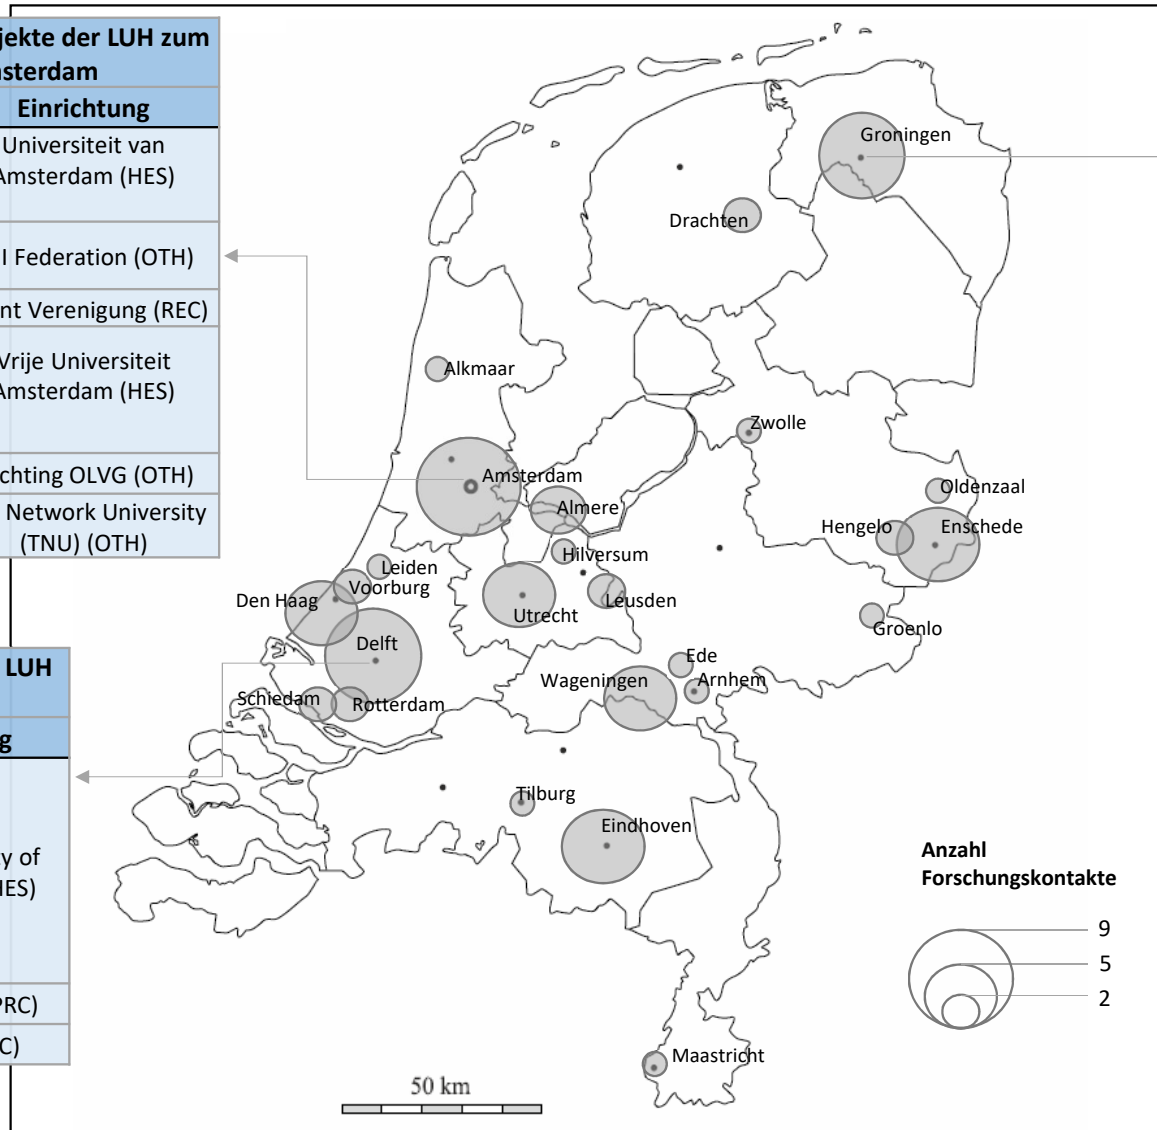 jekte der LUH zum
sterdam
Einrichtung
Universiteit van
Amsterdam (HES)
I Federation (OTH)
nt Verenigung (REC)
Vrije Universiteit
Amsterdam (HES)
chting OLVG (OTH)
Network University
(TNU) (OTH)
LUH
g
y of
HES)
PRC)
C)
Groningen
Drachten
Alkmaar
Zwolle
Amsterdam
Oldenzaal
Almere
Hengelo
Enschede
Hilversum
Leiden
Voorburg
Den Haag
Leusden
Utrecht
Groenlo
Delft
Ede
Wageningen
Arnhem
Schiedam
Rotterdam
Tilburg
Eindhoven
Maastricht
Anzahl
Forschungskontakte
9
5
2
50 km